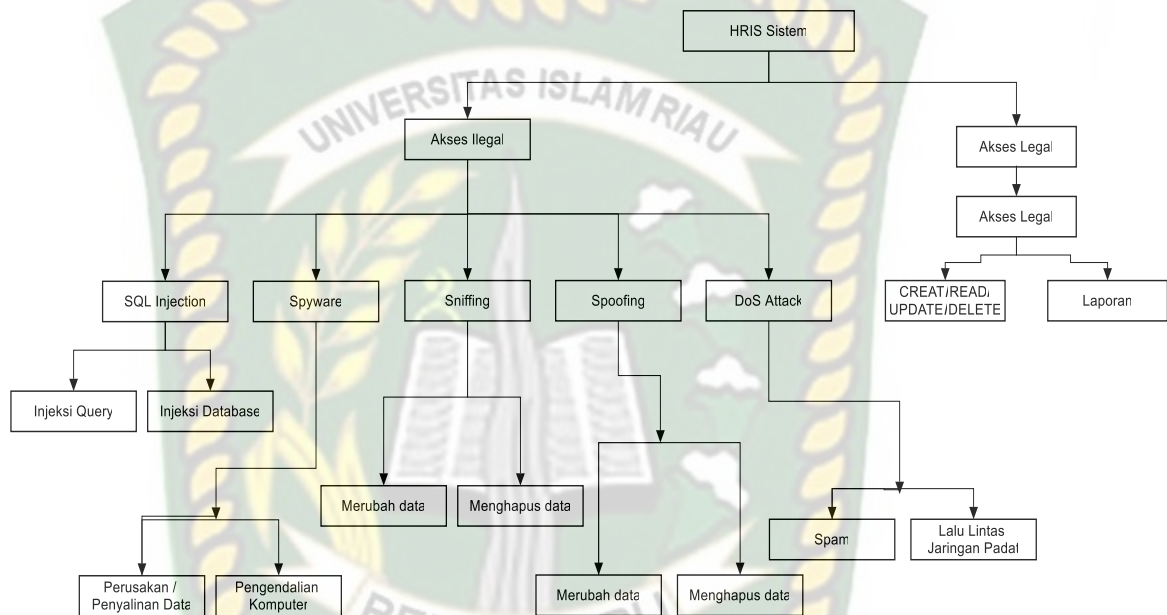 HRIS Sistem
UNIVERSITAS ISLAM RIAU
Akses Ilegal
Akses Legal
Akses Legal
SQL Injection
Spyware
Sniffing
Spoofing
DoS Attack
CREAT/READ/
UPDATE/DELETE
Laporan
Injeksi Query
Injeksi Database
Merubah data
Menghapus data
Spam
Lalu Lintas
Jaringan Padat
Perusakan /
Penyalinan Data
Pengendalian
Komputer
Merubah data
Menghapus data